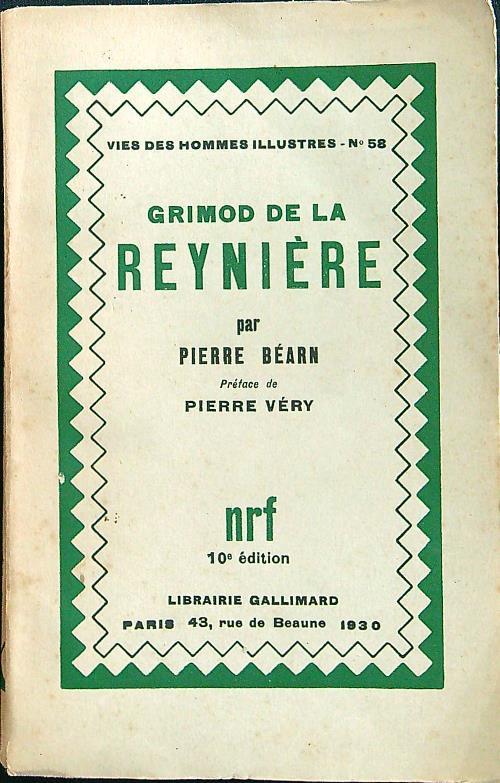 VIES DES HOMMES ILLUSTRES - Nº 58
GRIMOD DE LA
REYNIÈRE
par
PIERRE BÉARN
Préface de
PIERRE VÉRY
nrf
10e édition
LIBRAIRIE GALLIMARD
PARIS 43, rue de Beaune 1930